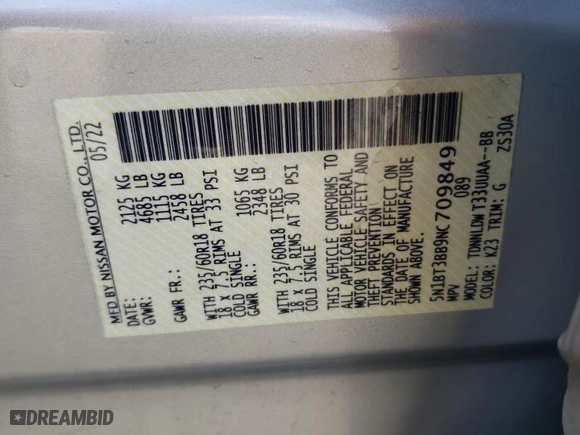 MFD BY NISSAN MOTOR CO., LTD.
05/22
GVWR: 2125 KG
4685 LB
GAWR FR.: 1115 KG
2458 LB
WITH 235/60R18 TIRES
18 X 7.5 RIMS AT 33 PSI
COLD SINGLE
GAWR RR.: 1065 KG
2348 LB
WITH 235/60R18 TIRES
18 X 7.5 RIMS AT 30 PSI
COLD SINGLE
THIS VEHICLE CONFORMS TO
ALL APPLICABLE FEDERAL
MOTOR VEHICLE SAFETY AND
THEFT PREVENTION
STANDARDS IN EFFECT ON
THE DATE OF MANUFACTURE
SHOWN ABOVE.
5N1BT3BB9NC709849
MPV 089
MODEL: TDNNLDW T33UUAA--BB
COLOR: K23 TRIM: G ZS30A
DREAMBID